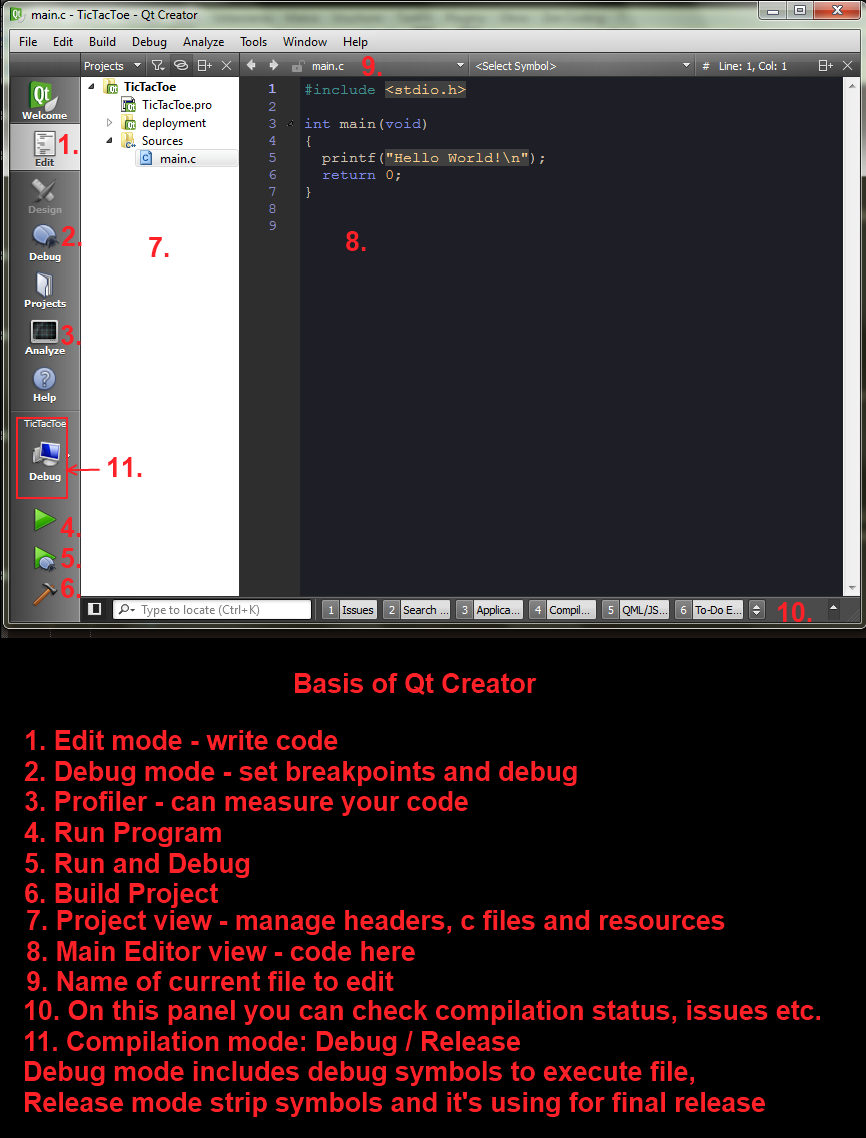 main.c - TicTacToe - Qt Creator
File Edit Build Debug Analyze Tools Window Help
Projects main.c 9. <Select Symbol> # Line: 1, Col: 1
Qt
Welcome
1.
Edit
Design
2.
Debug
Projects
3.
Analyze
Help
TicTacToe
Debug
11.
4.
5.
6.
TicTacToe
TicTacToe.pro
deployment
Sources
main.c
7.
1 #include <stdio.h>
2
3 int main(void)
4 {
5 printf("Hello World!\n");
6 return 0;
7 }
8
9
8.
Type to locate (Ctrl+K) 1 Issues 2 Search ... 3 Applica... 4 Compil... 5 QML/JS... 6 To-Do E... 10.
Basis of Qt Creator
1. Edit mode - write code
2. Debug mode - set breakpoints and debug
3. Profiler - can measure your code
4. Run Program
5. Run and Debug
6. Build Project
7. Project view - manage headers, c files and resources
8. Main Editor view - code here
9. Name of current file to edit
10. On this panel you can check compilation status, issues etc.
11. Compilation mode: Debug / Release
Debug mode includes debug symbols to execute file,
Release mode strip symbols and it's using for final release